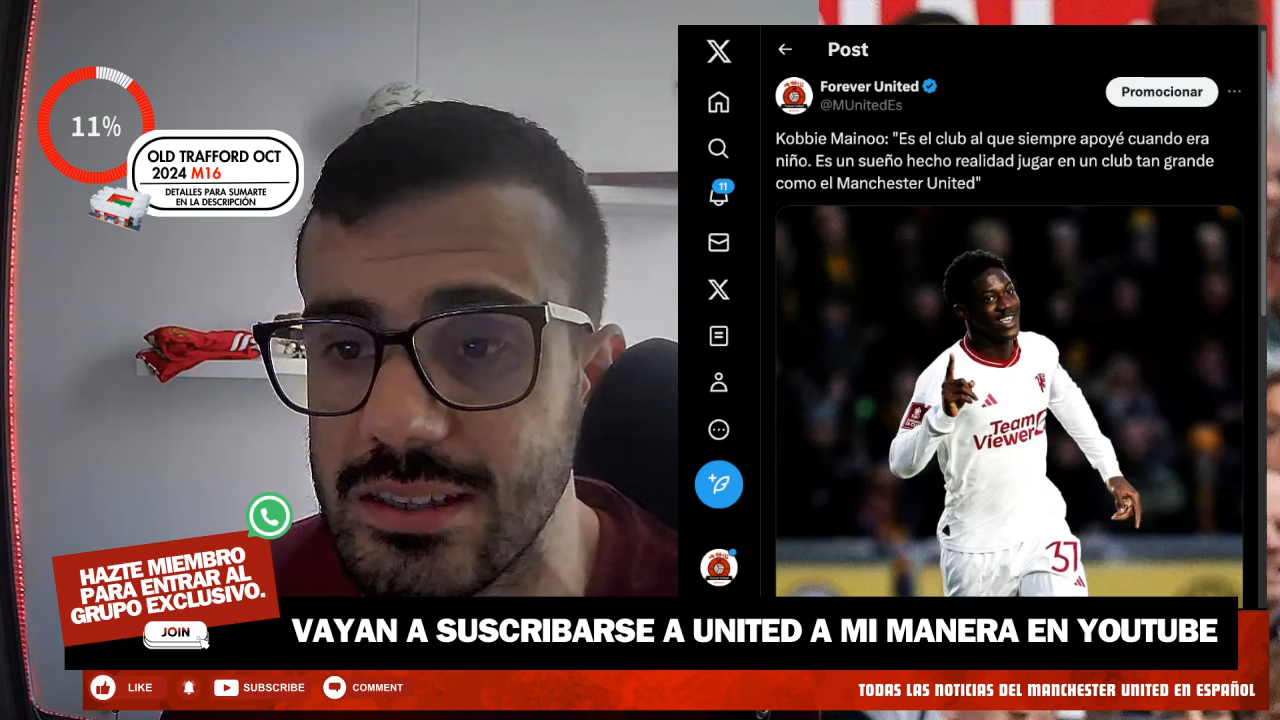 11%
OLD TRAFFORD OCT
2024 M16
DETALLES PARA SUMARTE
EN LA DESCRIPCIÓN
Post
Forever United
@MUnitedEs
Promocionar
Kobbie Mainoo: "Es el club al que siempre apoyé cuando era
niño. Es un sueño hecho realidad jugar en un club tan grande
como el Manchester United"
11
Team
Viewer
37
HAZTE MIEMBRO
PARA ENTRAR AL
GRUPO EXCLUSIVO.
JOIN
VAYAN A SUSCRIBARSE A UNITED A MI MANERA EN YOUTUBE
LIKE
SUBSCRIBE
COMMENT
TODAS LAS NOTICIAS DEL MANCHESTER UNITED EN ESPAÑOL